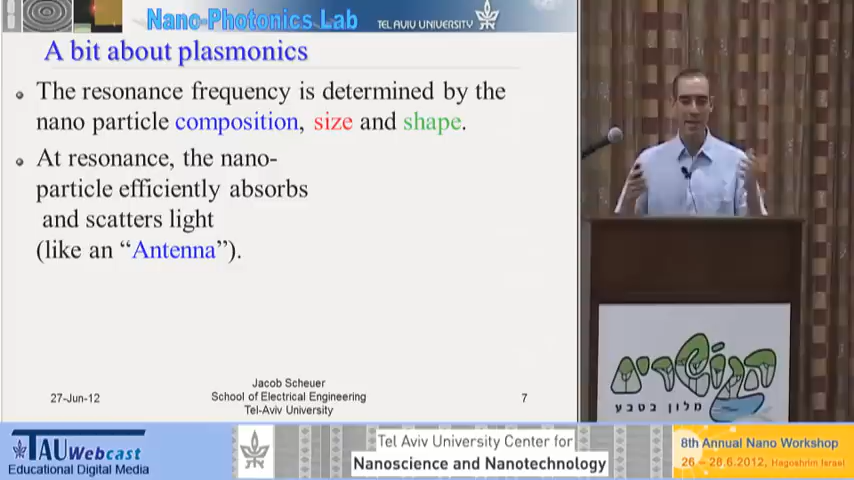 Nano-Photonics Lab
TEL AVIV UNIVERSITY
A bit about plasmonics
The resonance frequency is determined by the
nano particle composition, size and shape.
At resonance, the nano-
particle efficiently absorbs
and scatters light
(like an “Antenna”).
27-Jun-12
Jacob Scheuer
School of Electrical Engineering
Tel-Aviv University
7
הגושרים
מלון בטבע
TAU Webcast
Educational Digital Media
Tel Aviv University Center for
Nanoscience and Nanotechnology
8th Annual Nano Workshop
26 – 28.6.2012, Hagoshrim Israel